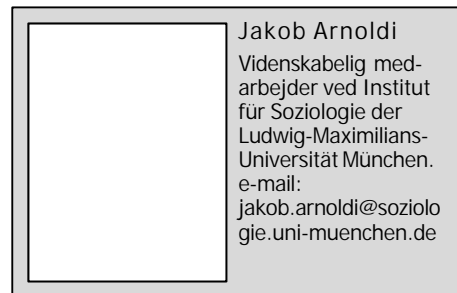 Jakob Arnoldi
Videnskabelig med-
arbejder ved Institut
für Soziologie der
Ludwig-Maximilians-
Universität München.
e-mail:
jakob.arnoldi@soziolo
gie.uni-muenchen.de